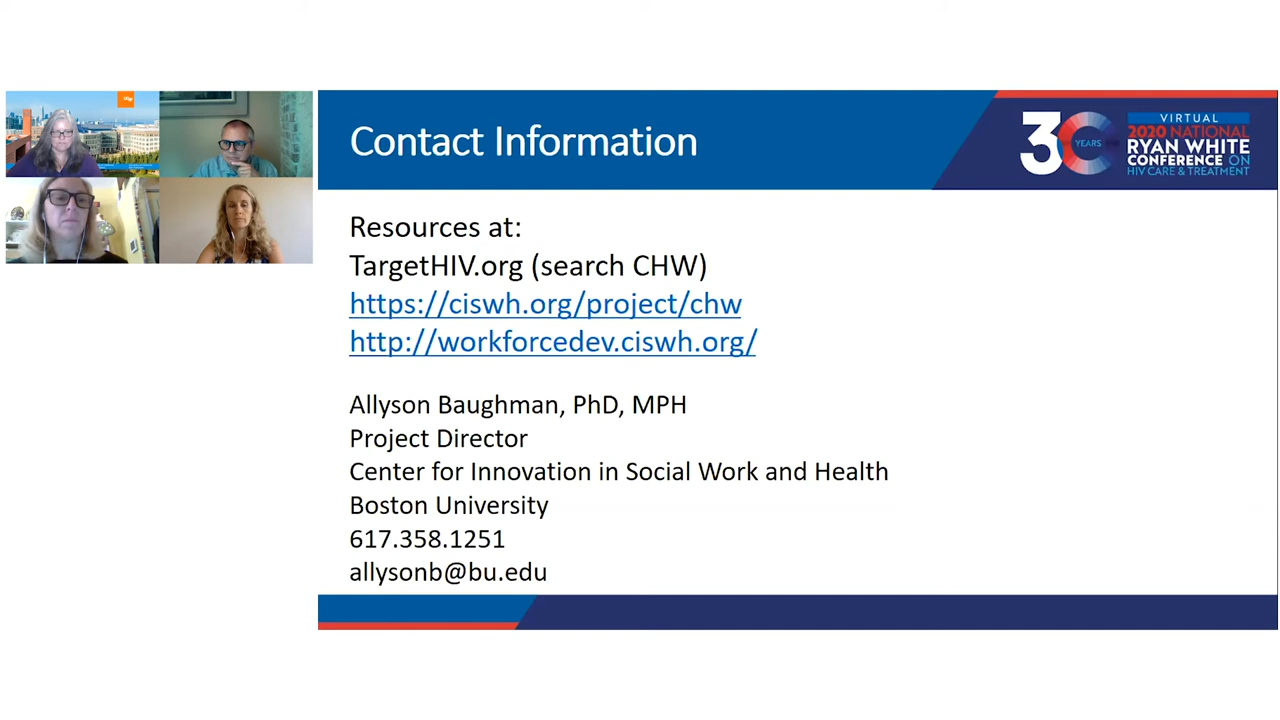 Contact Information
30
YEARS
VIRTUAL
2020 NATIONAL
RYAN WHITE
CONFERENCE ON
HIV CARE & TREATMENT
Resources at:
TargetHIV.org (search CHW)
https://ciswh.org/project/chw
http://workforcedev.ciswh.org/
Allyson Baughman, PhD, MPH
Project Director
Center for Innovation in Social Work and Health
Boston University
617.358.1251
allysonb@bu.edu